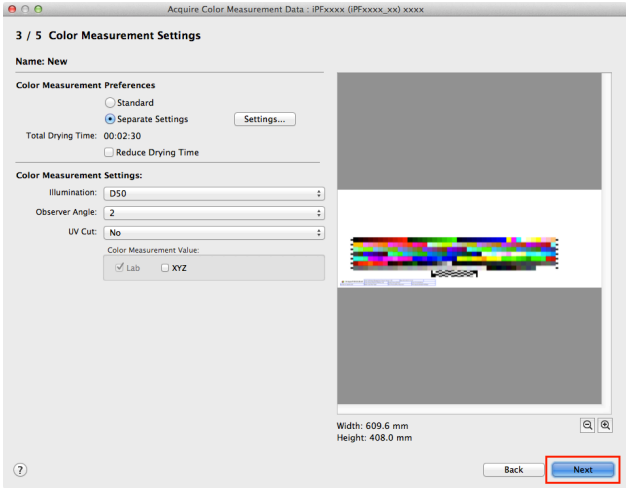 Acquire Color Measurement Data : iPFxxxx (iPFxxxx_xx) xxxx
3 / 5 Color Measurement Settings
Name: New
Color Measurement Preferences
Standard
Separate Settings
Settings...
Total Drying Time: 00:02:30
Reduce Drying Time
Color Measurement Settings:
Illumination: D50
Observer Angle: 2
UV Cut: No
Color Measurement Value:
Lab XYZ
Width: 609.6 mm
Height: 408.0 mm
? Back Next